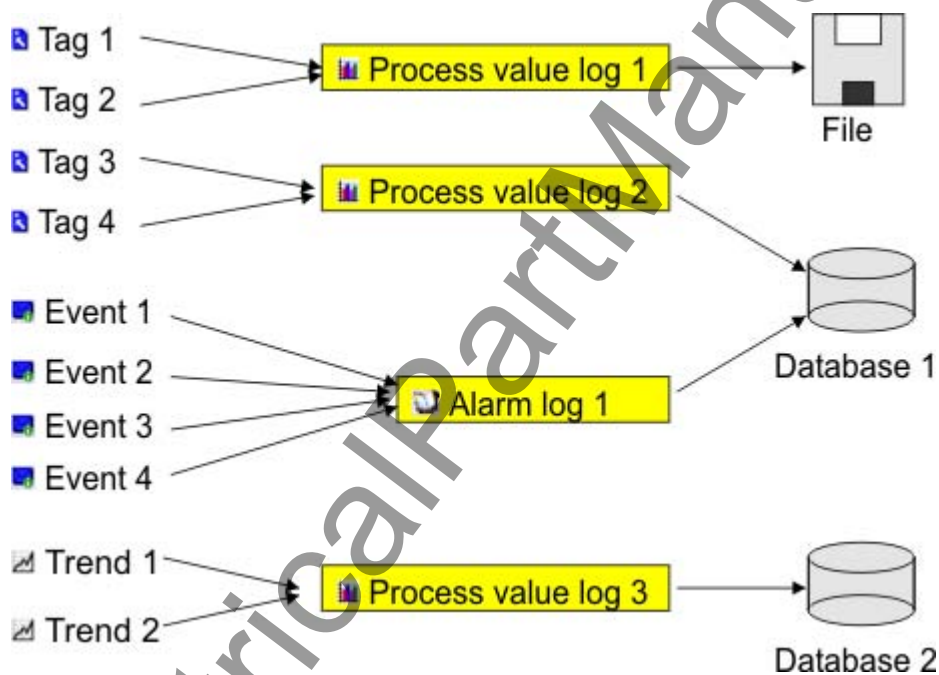 Tag 1
Process value log 1
Tag 2
File
Tag 3
Process value log 2
Tag 4
Event 1
Database 1
Event 2
Alarm log 1
Event 3
Event 4
Trend 1
Process value log 3
Trend 2
Database 2